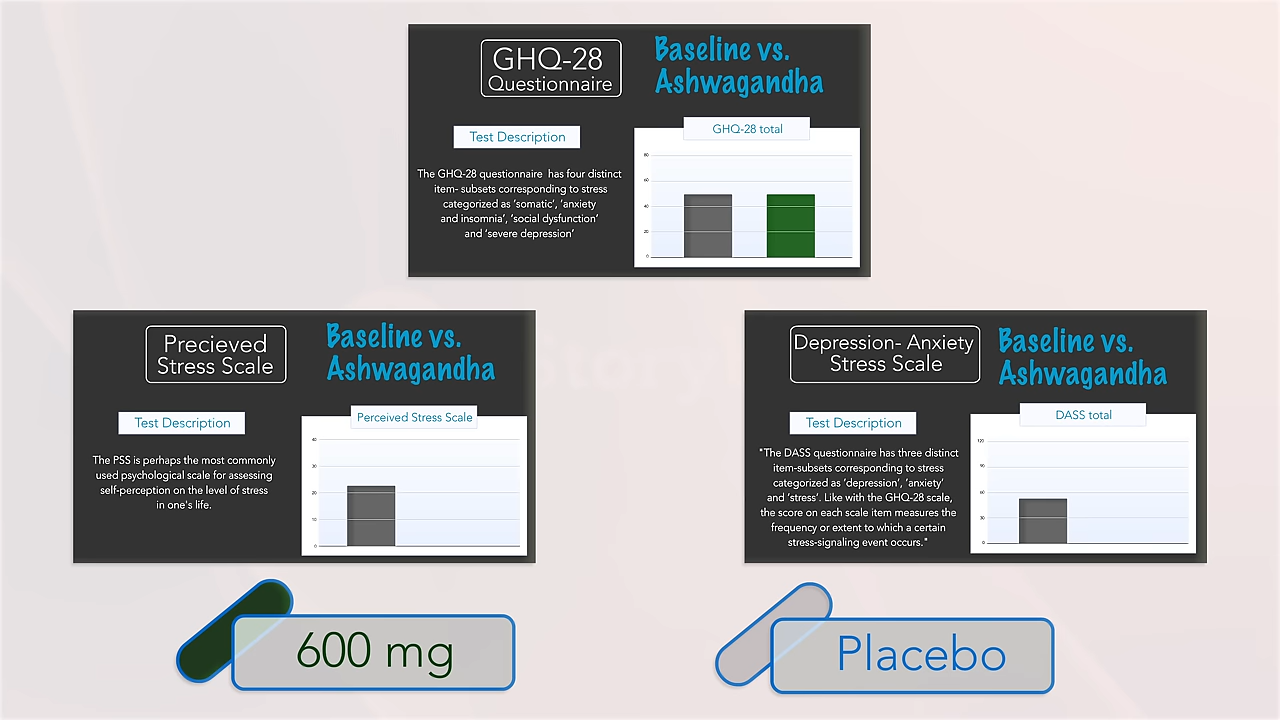 GHQ-28
Questionnaire
Baseline vs.
Ashwagandha
Test Description
The GHQ-28 questionnaire has four distinct
item- subsets corresponding to stress
categorized as ‘somatic’, ‘anxiety
and insomnia’, ‘social dysfunction’
and ‘severe depression’
GHQ-28 total
80
60
40
20
0
Precieved
Stress Scale
Baseline vs.
Ashwagandha
Test Description
The PSS is perhaps the most commonly
used psychological scale for assessing
self-perception on the level of stress
in one's life.
Perceived Stress Scale
40
30
20
10
0
Depression- Anxiety
Stress Scale
Baseline vs.
Ashwagandha
Test Description
"The DASS questionnaire has three distinct
item-subsets corresponding to stress
categorized as ‘depression’, ‘anxiety’
and ‘stress’. Like with the GHQ-28 scale,
the score on each scale item measures the
frequency or extent to which a certain
stress-signaling event occurs."
DASS total
120
90
60
30
0
600 mg
Placebo